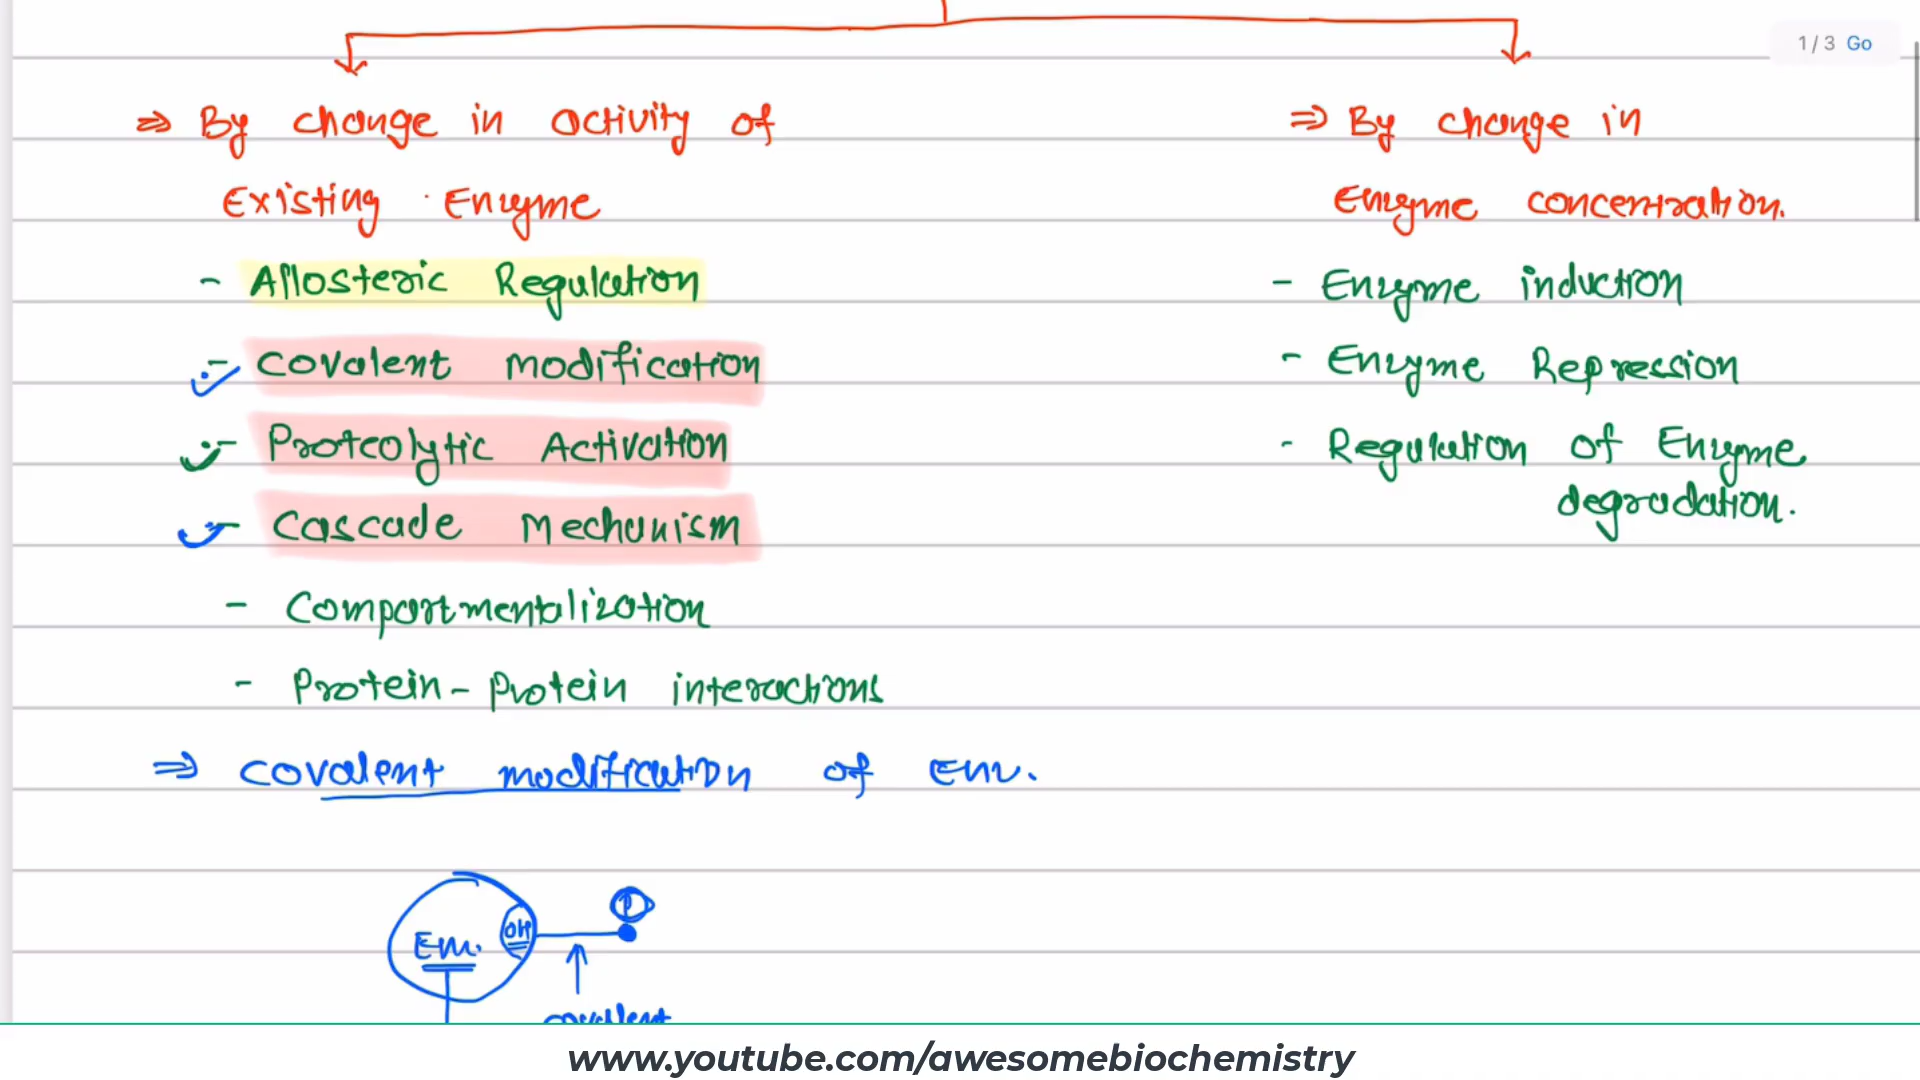 1 / 3 Go
⇒ By change in activity of
Existing Enzyme
- Allosteric Regulation
- Covalent modification
- Proteolytic Activation
- Cascade Mechanism
- Compartmentalization
- Protein - Protein interactions
⇒ By change in
Enzyme concentration.
- Enzyme induction
- Enzyme Repression
- Regulation of Enzyme
degradation.
⇒ Covalent modification of Enz.
Enz. OH P
covalent
www.youtube.com/awesomebiochemistry